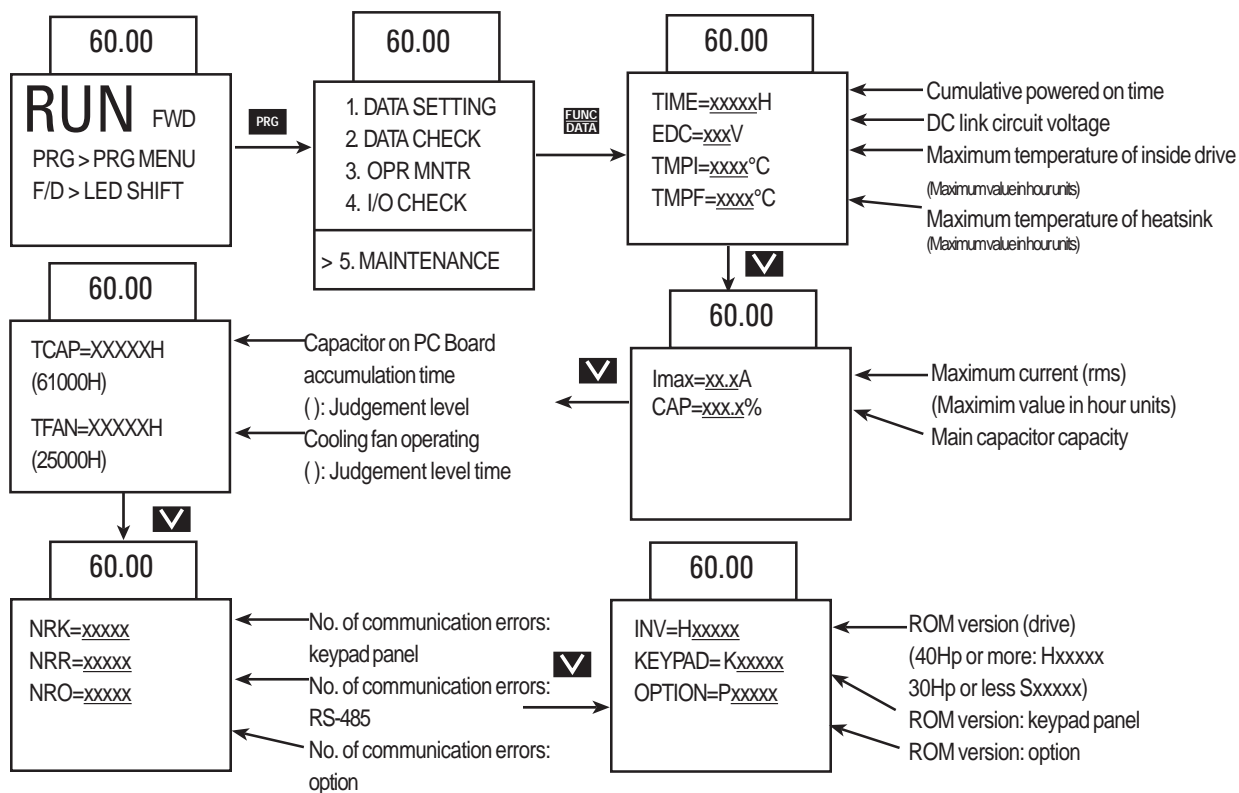 60.00
RUN FWD
PRG > PRG MENU
F/D > LED SHIFT
PRG
60.00
1. DATA SETTING
2. DATA CHECK
3. OPR MNTR
4. I/O CHECK
> 5. MAINTENANCE
FUNC
DATA
60.00
TIME=xxxxxH
EDC=xxxV
TMPI=xxxx°C
TMPF=xxxx°C
Cumulative powered on time
DC link circuit voltage
Maximum temperature of inside drive
(Maximum value in hour units)
Maximum temperature of heatsink
(Maximum value in hour units)
60.00
Imax=xx.xA
CAP=xxx.x%
Maximum current (rms)
(Maximim value in hour units)
Main capacitor capacity
60.00
TCAP=XXXXXH
(61000H)
TFAN=XXXXXH
(25000H)
Capacitor on PC Board
accumulation time
( ): Judgement level
Cooling fan operating
( ): Judgement level time
60.00
NRK=xxxxx
NRR=xxxxx
NRO=xxxxx
No. of communication errors:
keypad panel
No. of communication errors:
RS-485
No. of communication errors:
option
60.00
INV=Hxxxxx
KEYPAD= Kxxxxx
OPTION=Pxxxxx
ROM version (drive)
(40Hp or more: Hxxxxx
30Hp or less Sxxxxx)
ROM version: keypad panel
ROM version: option